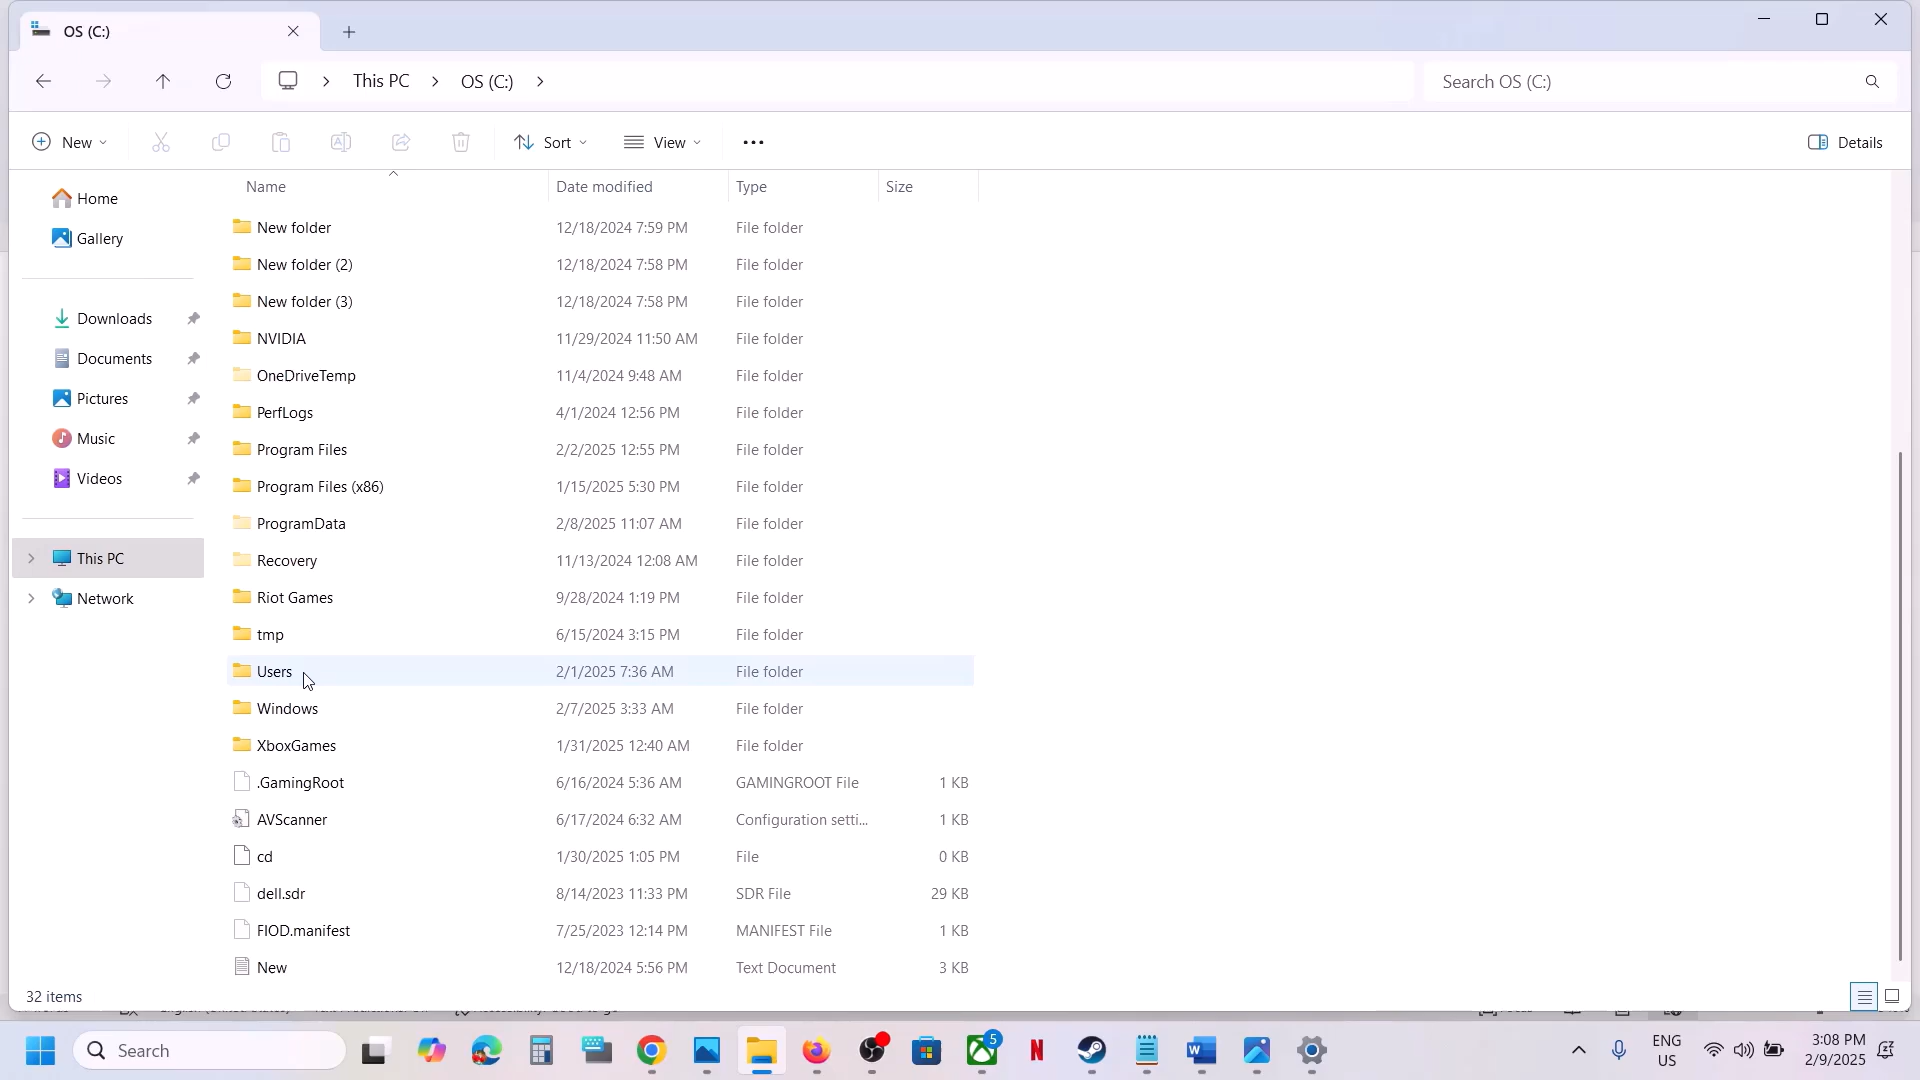 OS (C:)
This PC > OS (C:) >
Search OS (C:)
New
Sort
View
Details
Name Date modified Type Size
Home
Gallery
Downloads
Documents
Pictures
Music
Videos
This PC
Network
New folder 12/18/2024 7:59 PM File folder
New folder (2) 12/18/2024 7:58 PM File folder
New folder (3) 12/18/2024 7:58 PM File folder
NVIDIA 11/29/2024 11:50 AM File folder
OneDriveTemp 11/4/2024 9:48 AM File folder
PerfLogs 4/1/2024 12:56 PM File folder
Program Files 2/2/2025 12:55 PM File folder
Program Files (x86) 1/15/2025 5:30 PM File folder
ProgramData 2/8/2025 11:07 AM File folder
Recovery 11/13/2024 12:08 AM File folder
Riot Games 9/28/2024 1:19 PM File folder
tmp 6/15/2024 3:15 PM File folder
Users 2/1/2025 7:36 AM File folder
Windows 2/7/2025 3:33 AM File folder
XboxGames 1/31/2025 12:40 AM File folder
.GamingRoot 6/16/2024 5:36 AM GAMINGROOT File 1 KB
AVScanner 6/17/2024 6:32 AM Configuration setti... 1 KB
cd 1/30/2025 1:05 PM File 0 KB
dell.sdr 8/14/2023 11:33 PM SDR File 29 KB
FIOD.manifest 7/25/2023 12:14 PM MANIFEST File 1 KB
New 12/18/2024 5:56 PM Text Document 3 KB
32 items
Search
5
ENG
US
3:08 PM
2/9/2025